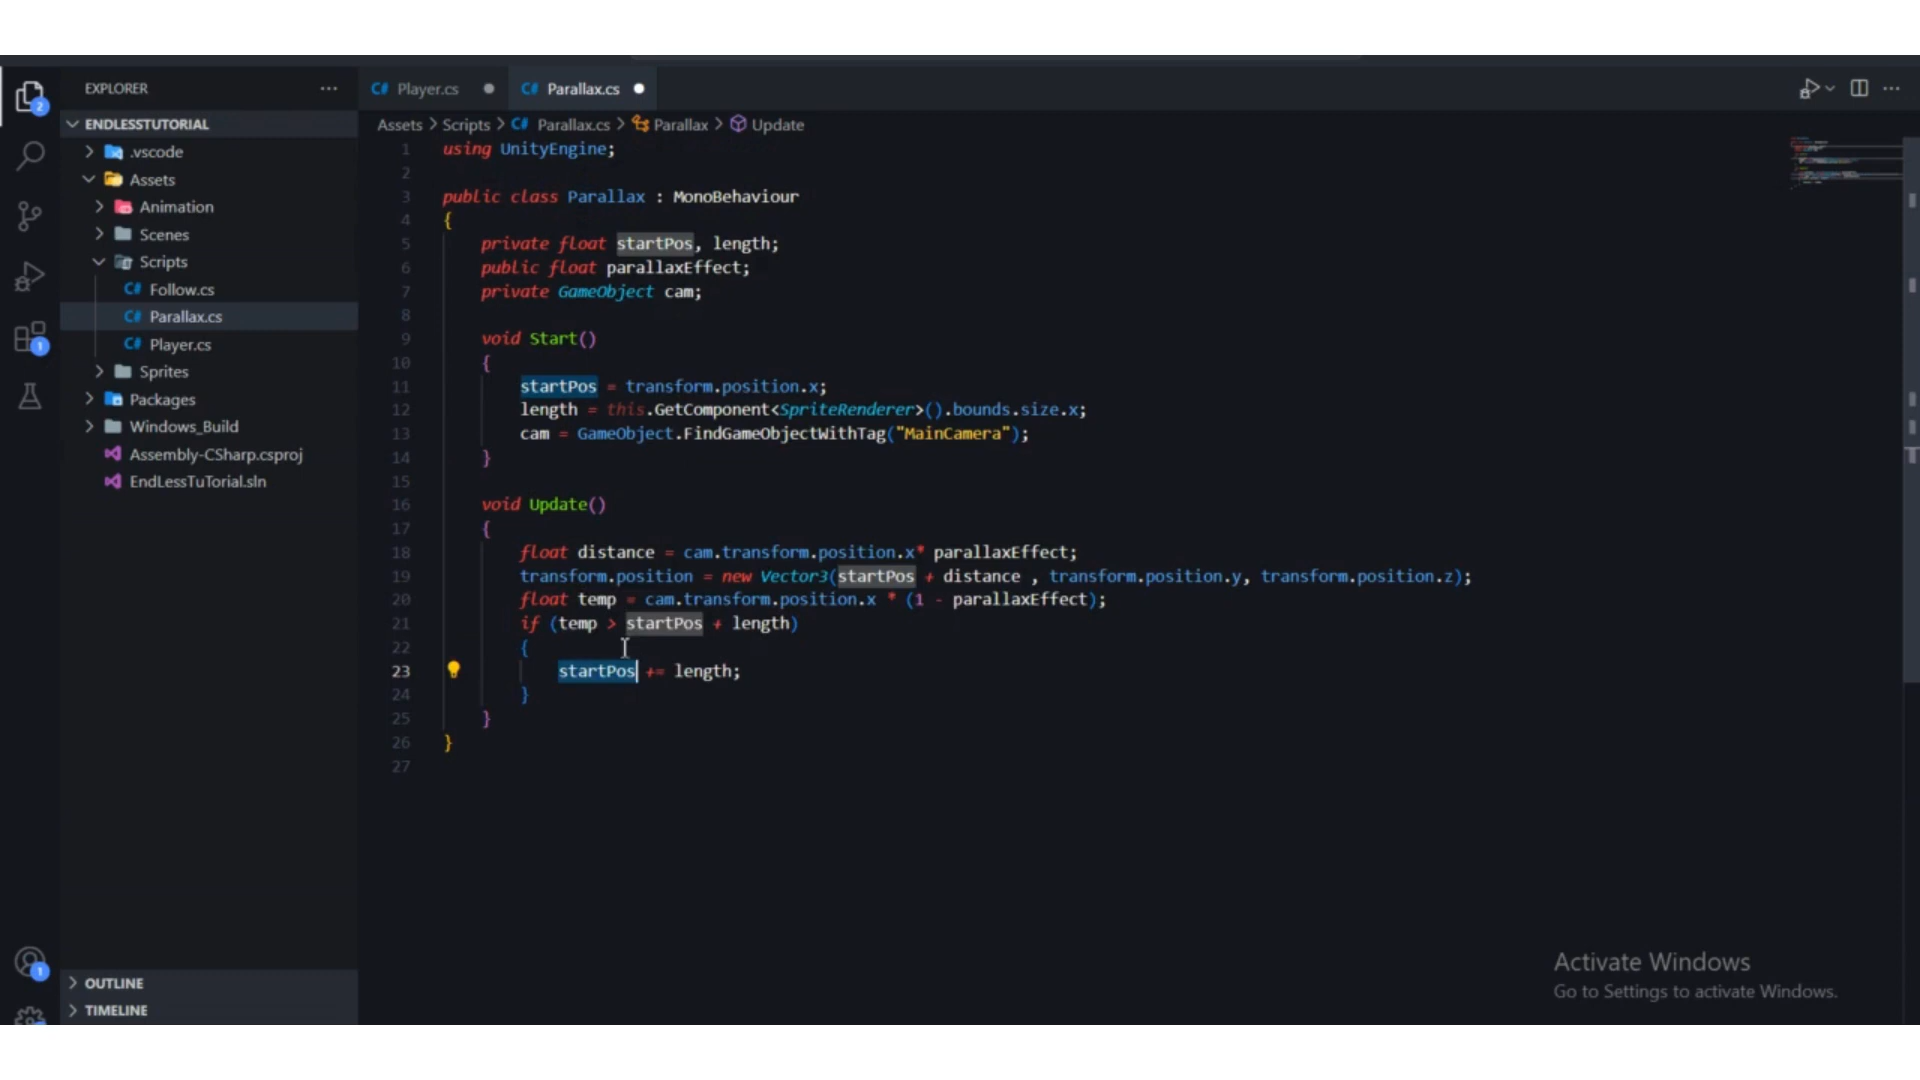 EXPLORER
ENDLESSTUTORIAL
.vscode
Assets
Animation
Scenes
Scripts
Follow.cs
Parallax.cs
Player.cs
Sprites
Packages
Windows_Build
Assembly-CSharp.csproj
EndLessTuTorial.sln
OUTLINE
TIMELINE
2
1
1
C# Player.cs
C# Parallax.cs
Assets > Scripts > C# Parallax.cs > Parallax > Update
1 using UnityEngine;
2
3 public class Parallax : MonoBehaviour
4 {
5 private float startPos, length;
6 public float parallaxEffect;
7 private GameObject cam;
8
9 void Start()
10 {
11 startPos = transform.position.x;
12 length = this.GetComponent<SpriteRenderer>().bounds.size.x;
13 cam = GameObject.FindGameObjectWithTag("MainCamera");
14 }
15
16 void Update()
17 {
18 float distance = cam.transform.position.x* parallaxEffect;
19 transform.position = new Vector3(startPos + distance , transform.position.y, transform.position.z);
20 float temp = cam.transform.position.x * (1 - parallaxEffect);
21 if (temp > startPos + length)
22 {
23 startPos += length;
24 }
25 }
26 }
27
Activate Windows
Go to Settings to activate Windows.